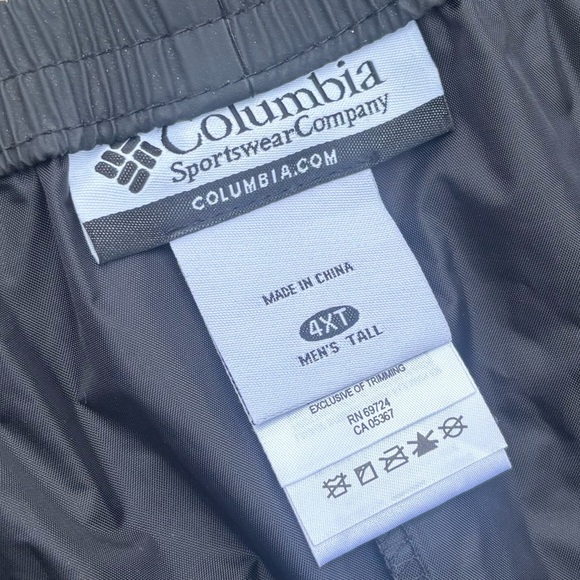 Columbia
SportswearCompany
COLUMBIA.COM
MADE IN CHINA
4XT
MEN'S TALL
EXCLUSIVE OF TRIMMING
RN 69724
CA 05367